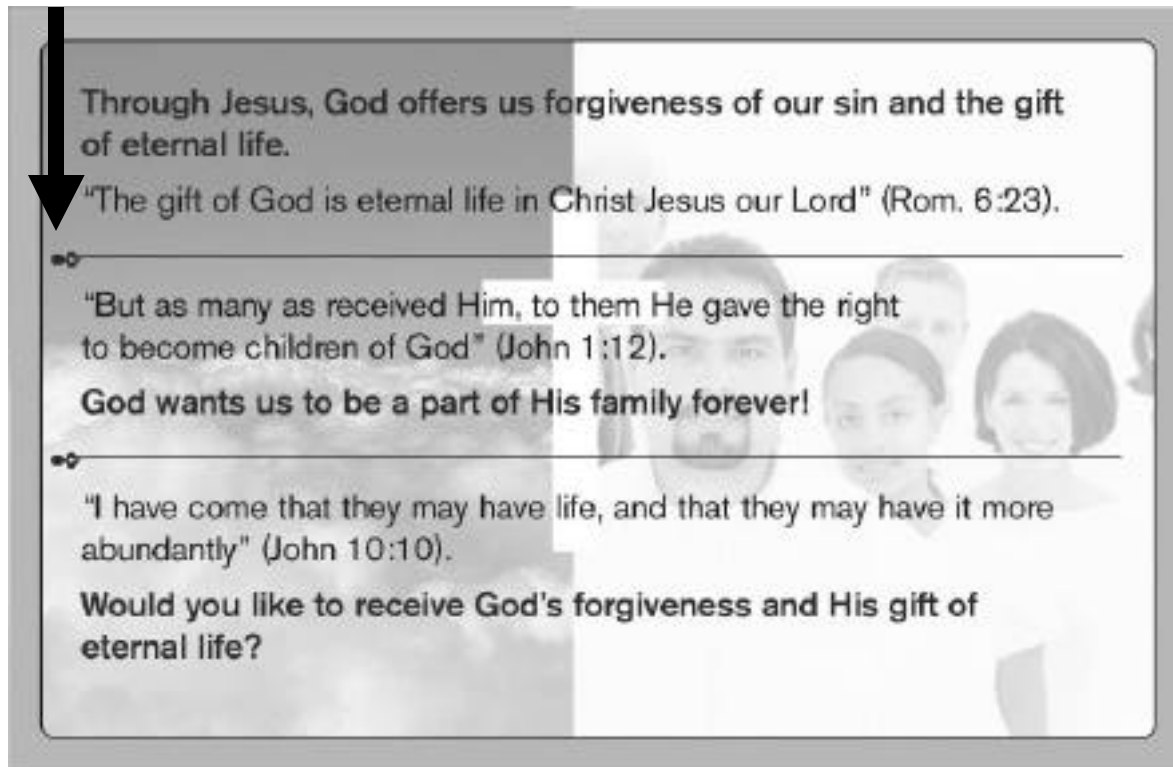 Through Jesus, God offers us forgiveness of our sin and the gift
of eternal life.
“The gift of God is eternal life in Christ Jesus our Lord” (Rom. 6:23).
“But as many as received Him, to them He gave the right
to become children of God” (John 1:12).
God wants us to be a part of His family forever!
“I have come that they may have life, and that they may have it more
abundantly” (John 10:10).
Would you like to receive God's forgiveness and His gift of
eternal life?